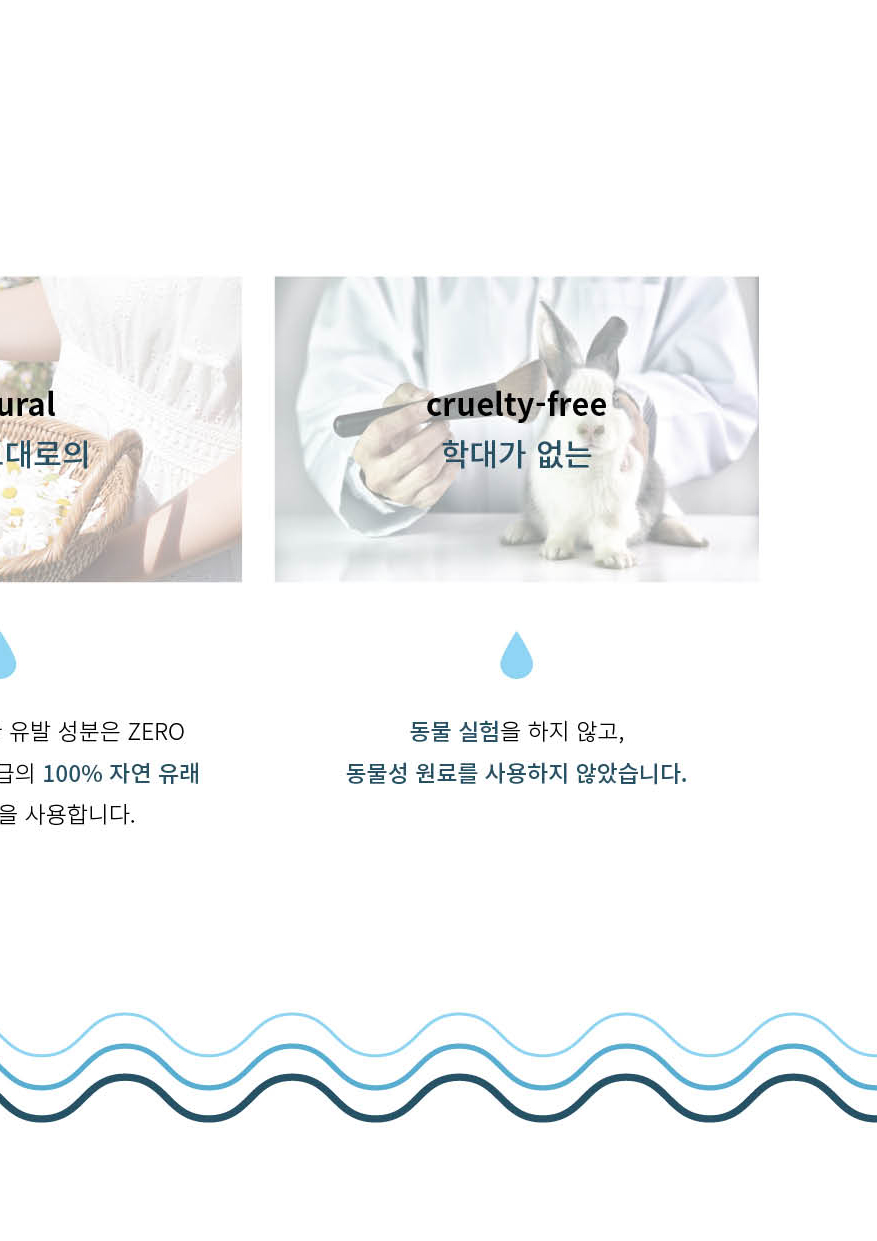 ural
대로의
유발 성분은 ZERO
급의 100% 자연 유래
을 사용합니다.
cruelty-free
학대가 없는
동물 실험을 하지 않고,
동물성 원료를 사용하지 않았습니다.